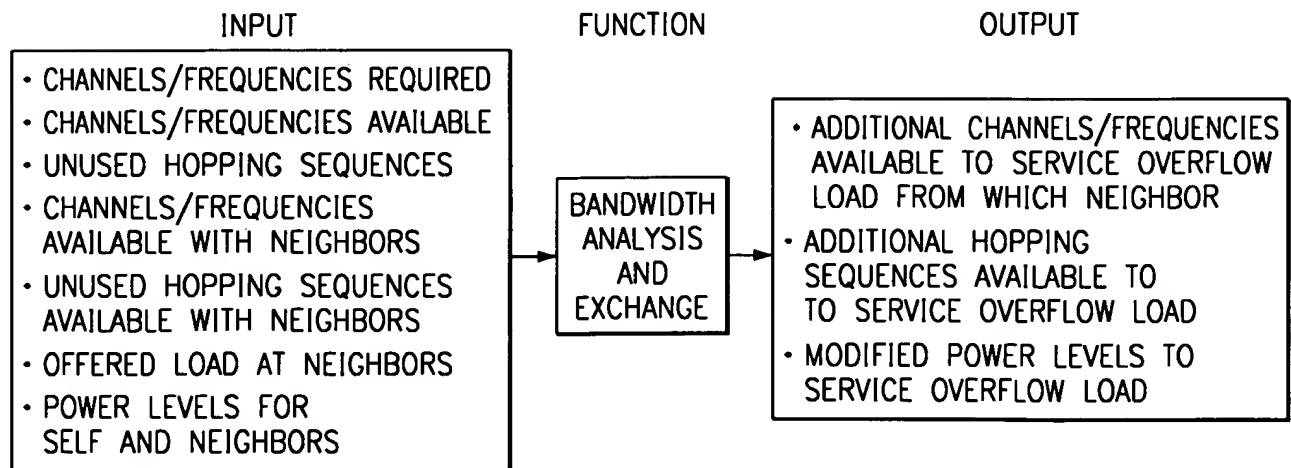 INPUT
• CHANNELS/FREQUENCIES REQUIRED
• CHANNELS/FREQUENCIES AVAILABLE
• UNUSED HOPPING SEQUENCES
• CHANNELS/FREQUENCIES
AVAILABLE WITH NEIGHBORS
• UNUSED HOPPING SEQUENCES
AVAILABLE WITH NEIGHBORS
• OFFERED LOAD AT NEIGHBORS
• POWER LEVELS FOR
SELF AND NEIGHBORS
FUNCTION
BANDWIDTH
ANALYSIS
AND
EXCHANGE
OUTPUT
• ADDITIONAL CHANNELS/FREQUENCIES
AVAILABLE TO SERVICE OVERFLOW
LOAD FROM WHICH NEIGHBOR
• ADDITIONAL HOPPING
SEQUENCES AVAILABLE TO
TO SERVICE OVERFLOW LOAD
• MODIFIED POWER LEVELS TO
SERVICE OVERFLOW LOAD